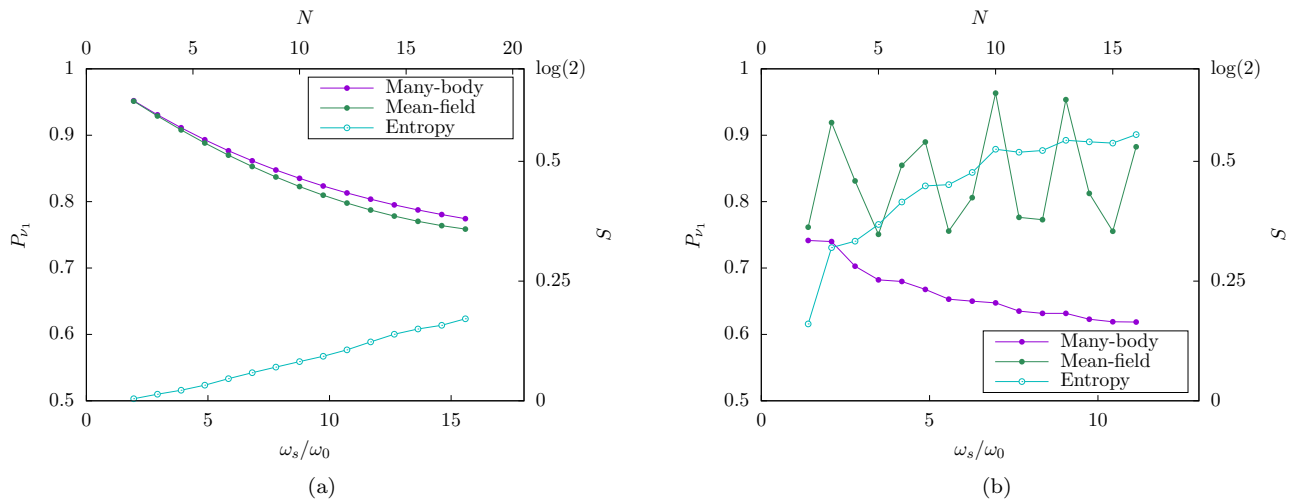 N
0 5 10 15 20
1 log(2)
Many-body
Mean-field
Entropy
0.9
0.5
0.8
P_{ν_1} S
0.7
0.25
0.6
0.5 0
0 5 10 15
ω_s/ω_0
(a)
N
0 5 10 15
1 log(2)
0.9
0.5
0.8
P_{ν_1} S
0.7
0.25
0.6
Many-body
Mean-field
Entropy
0.5 0
0 5 10
ω_s/ω_0
(b)